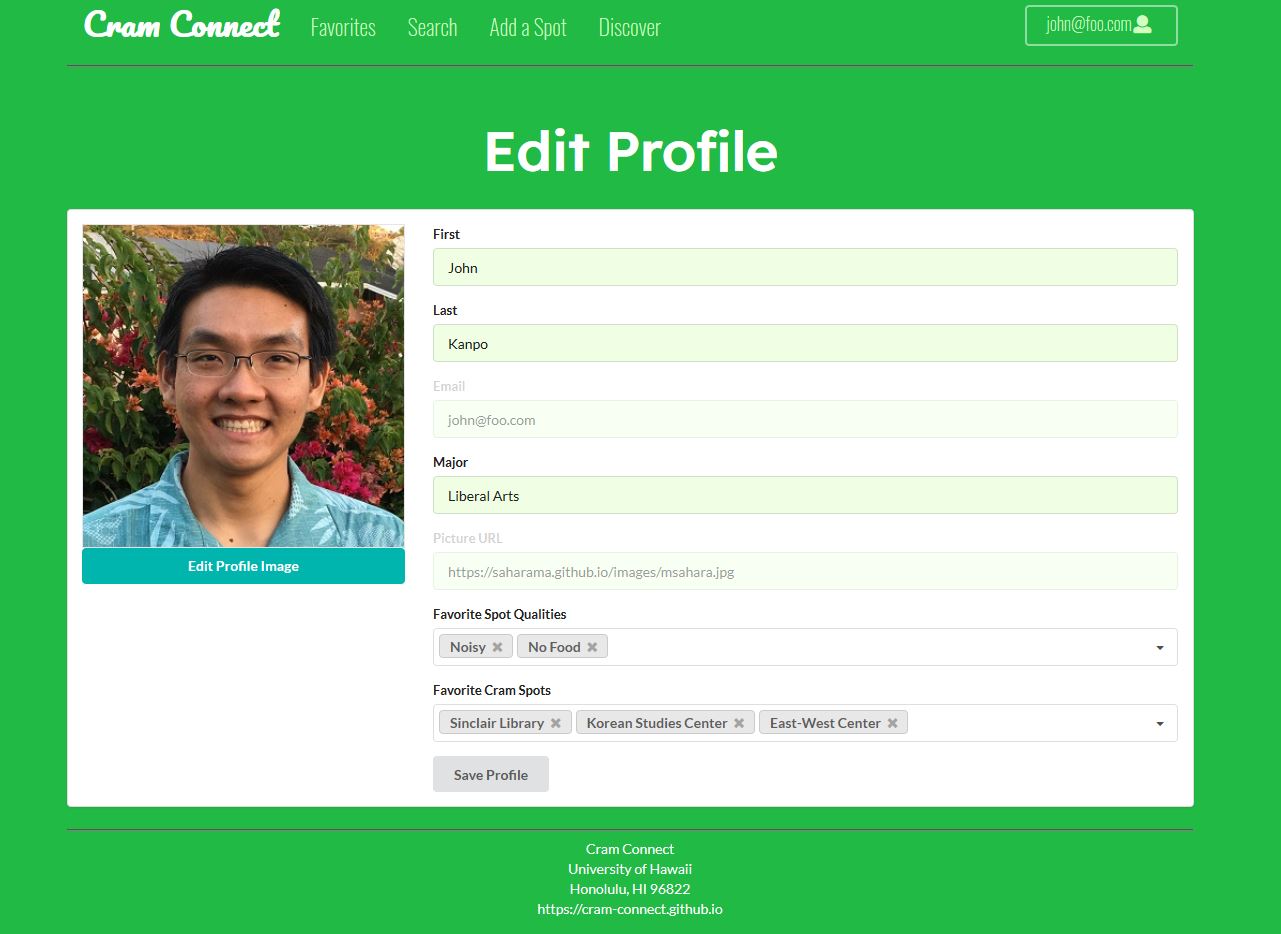 Cram Connect Favorites Search Add a Spot Discover john@foo.com
Edit Profile
First
John
Last
Kanpo
Email
john@foo.com
Major
Liberal Arts
Picture URL
https://saharama.github.io/images/msahara.jpg
Edit Profile Image
Favorite Spot Qualities
Noisy No Food
Favorite Cram Spots
Sinclair Library Korean Studies Center East-West Center
Save Profile
Cram Connect
University of Hawaii
Honolulu, HI 96822
https://cram-connect.github.io